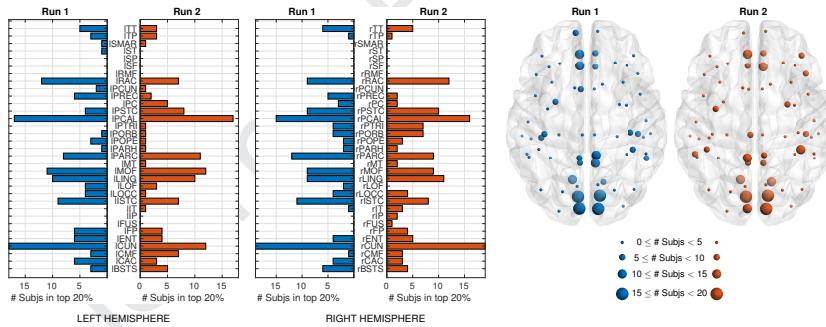 Run 1
Run 2
Run 1
Run 2
Run 1
Run 2
lTT
lTP
lSMAR
lST
lSP
lSF
lRMF
lRAC
lPCUN
lPREC
lPC
lPSTC
lPCAL
lPTRI
lPORB
lPOPE
lPARH
lPARC
lMT
lMOF
lLING
lLOF
lLOCC
lISTC
lIT
lIP
lFUS
lFP
lENT
lCUN
lCMF
lCAC
lBSTS
15 10 5 0
0 5 10 15
# Subjs in top 20%
# Subjs in top 20%
LEFT HEMISPHERE
rTT
rTP
rSMAR
rST
rSP
rSF
rRMF
rRAC
rPCUN
rPREC
rPC
rPSTC
rPCAL
rPTRI
rPORB
rPOPE
rPARH
rPARC
rMT
rMOF
rLING
rLOF
rLOCC
rISTC
rIT
rIP
rFUS
rFP
rENT
rCUN
rCMF
rCAC
rBSTS
15 10 5 0
0 5 10 15
# Subjs in top 20%
# Subjs in top 20%
RIGHT HEMISPHERE
0 ≤ # Subjs < 5
5 ≤ # Subjs < 10
10 ≤ # Subjs < 15
15 ≤ # Subjs < 20